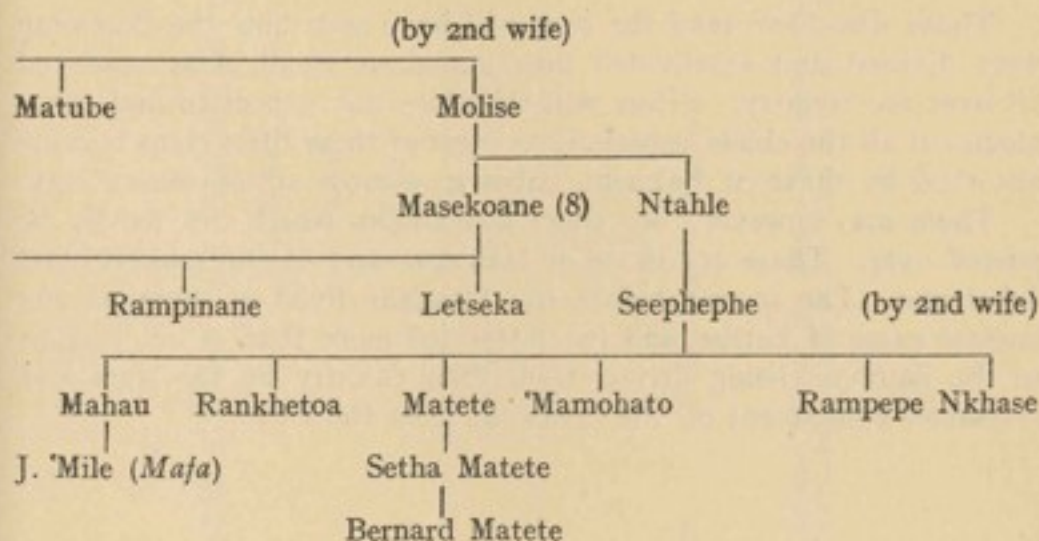 (by 2nd wife)
Matube Molise
Masekoane (8) Ntahle
Rampinane Letseka Seephephe (by 2nd wife)
Mahau Rankhetoa Matete 'Mamohato Rampepe Nkhase
J. 'Mile (Mafa) Setha Matete
Bernard Matete